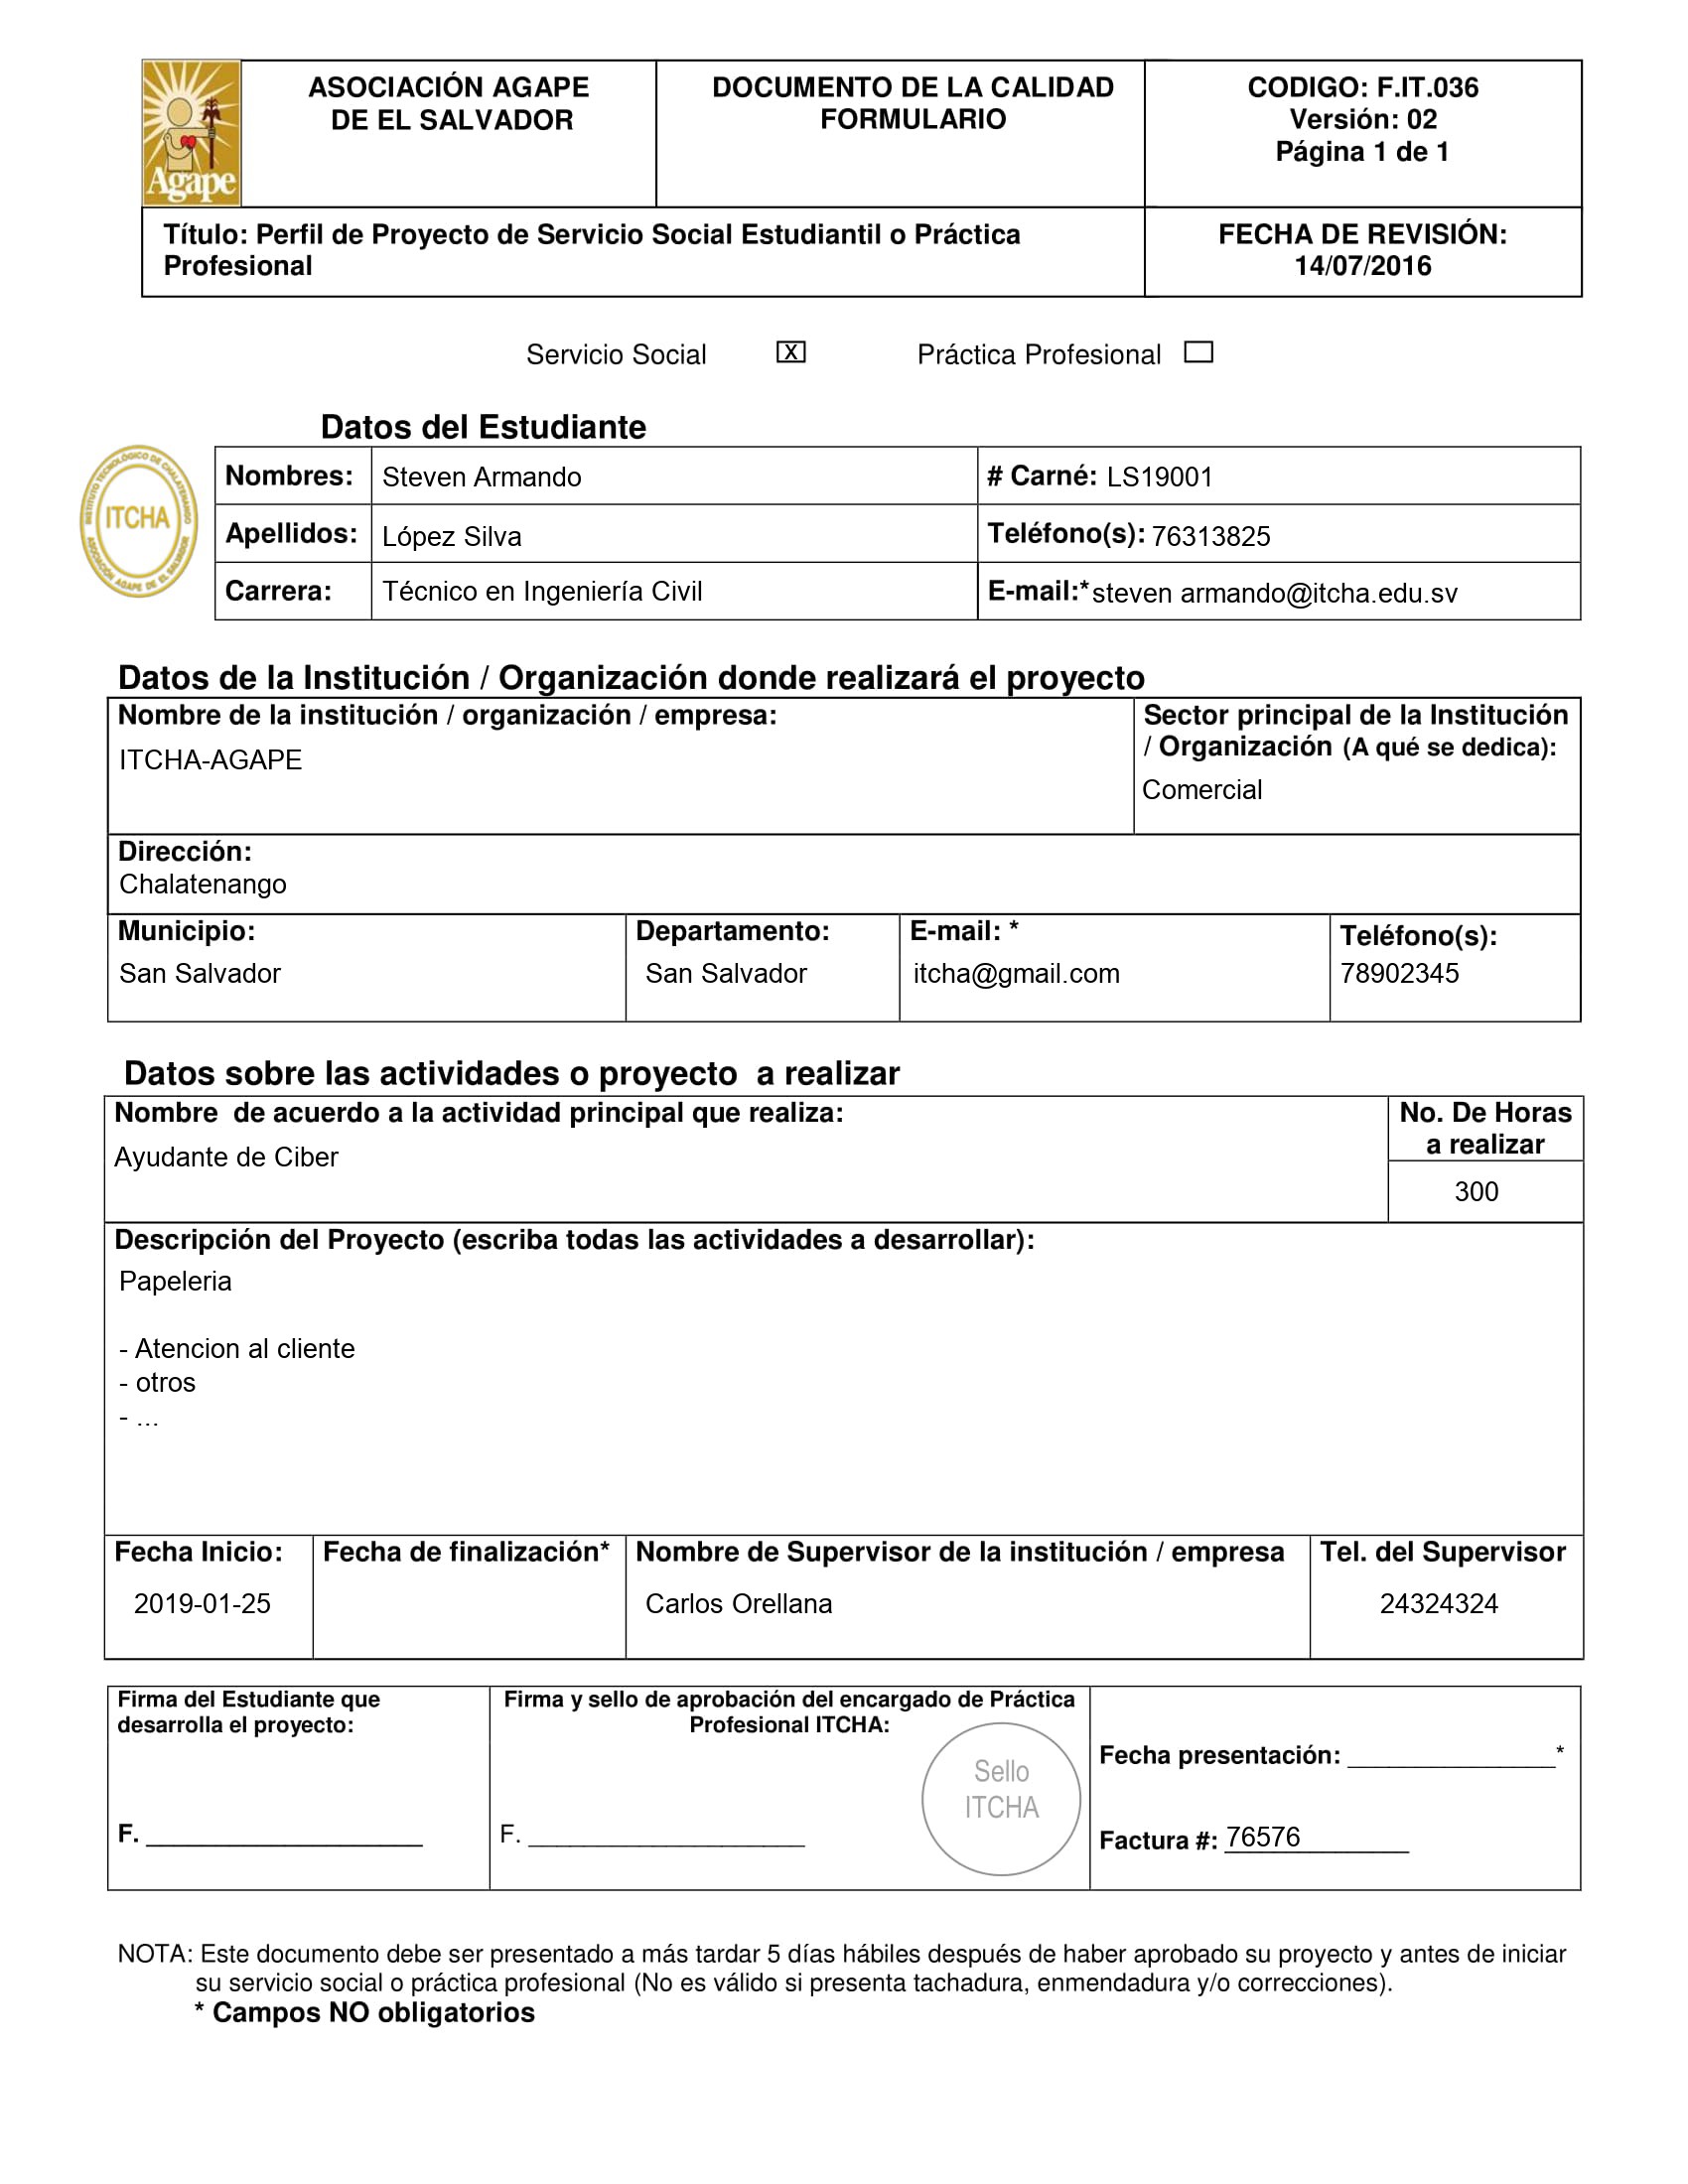 Agape
ASOCIACIÓN AGAPE
DE EL SALVADOR
DOCUMENTO DE LA CALIDAD
FORMULARIO
CODIGO: F.IT.036
Versión: 02
Página 1 de 1
Título: Perfil de Proyecto de Servicio Social Estudiantil o Práctica
Profesional
FECHA DE REVISIÓN:
14/07/2016
Servicio Social X Práctica Profesional
Datos del Estudiante
INSTITUTO TECNOLÓGICO DE CHALATENANGO
ITCHA
ASOCIACIÓN AGAPE DE EL SALVADOR
Nombres: Steven Armando # Carné: LS19001
Apellidos: López Silva Teléfono(s): 76313825
Carrera: Técnico en Ingeniería Civil E-mail:* steven armando@itcha.edu.sv
Datos de la Institución / Organización donde realizará el proyecto
Nombre de la institución / organización / empresa:
ITCHA-AGAPE
Sector principal de la Institución
/ Organización (A qué se dedica):
Comercial
Dirección:
Chalatenango
Municipio:
San Salvador
Departamento:
San Salvador
E-mail: *
itcha@gmail.com
Teléfono(s):
78902345
Datos sobre las actividades o proyecto a realizar
Nombre de acuerdo a la actividad principal que realiza:
Ayudante de Ciber
No. De Horas
a realizar
300
Descripción del Proyecto (escriba todas las actividades a desarrollar):
Papeleria
- Atencion al cliente
- otros
- ...
Fecha Inicio:
2019-01-25
Fecha de finalización*
Nombre de Supervisor de la institución / empresa
Carlos Orellana
Tel. del Supervisor
24324324
Firma del Estudiante que
desarrolla el proyecto:
F. ____________________
Firma y sello de aprobación del encargado de Práctica
Profesional ITCHA:
Sello
ITCHA
F. ____________________
Fecha presentación: _______________*
Factura #: 76576
NOTA: Este documento debe ser presentado a más tardar 5 días hábiles después de haber aprobado su proyecto y antes de iniciar
su servicio social o práctica profesional (No es válido si presenta tachadura, enmendadura y/o correcciones).
* Campos NO obligatorios